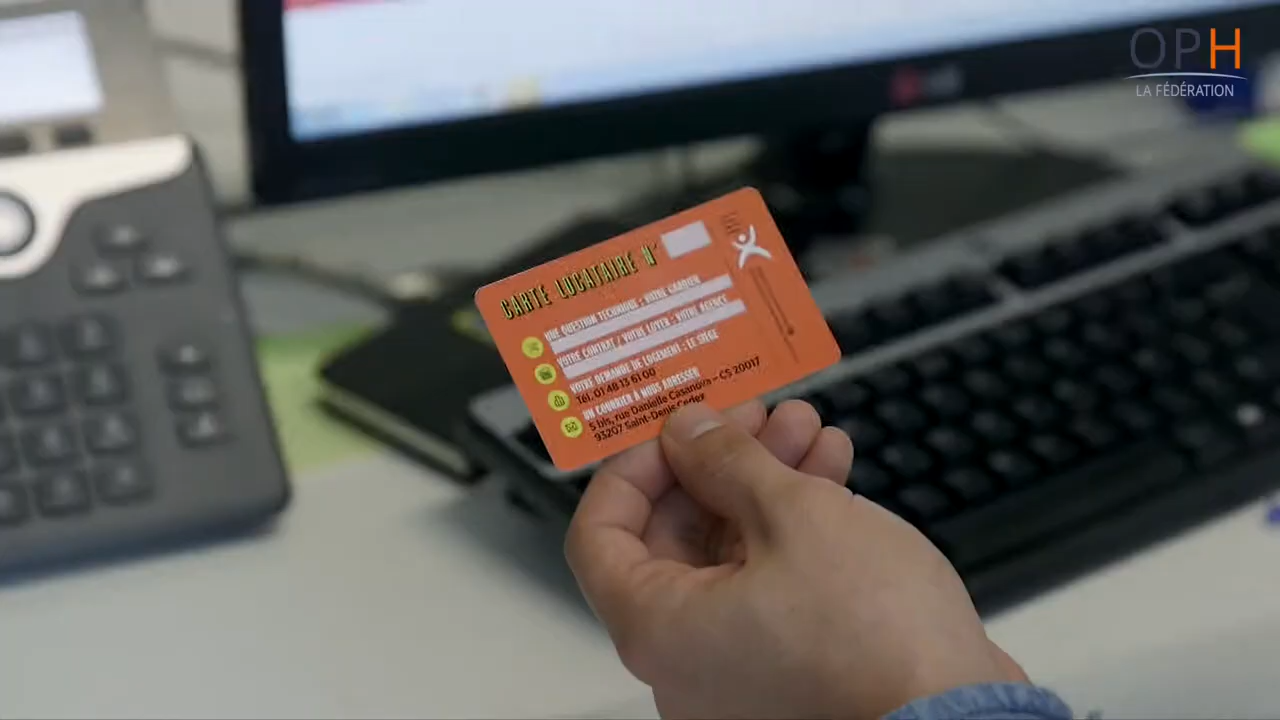 OPH
LA FÉDÉRATION
CARTE LOCATAIRE N°
UNE QUESTION TECHNIQUE : VOTRE GARDIEN
VOTRE CONTRAT / VOTRE LOYER : VOTRE AGENCE
VOTRE DEMANDE DE LOGEMENT : LE SIÈGE
Tél. 01 48 13 61 00
UN COURRIER À NOUS ADRESSER
5 bis, rue Danielle Casanova – CS 20017
93207 Saint-Denis Cedex